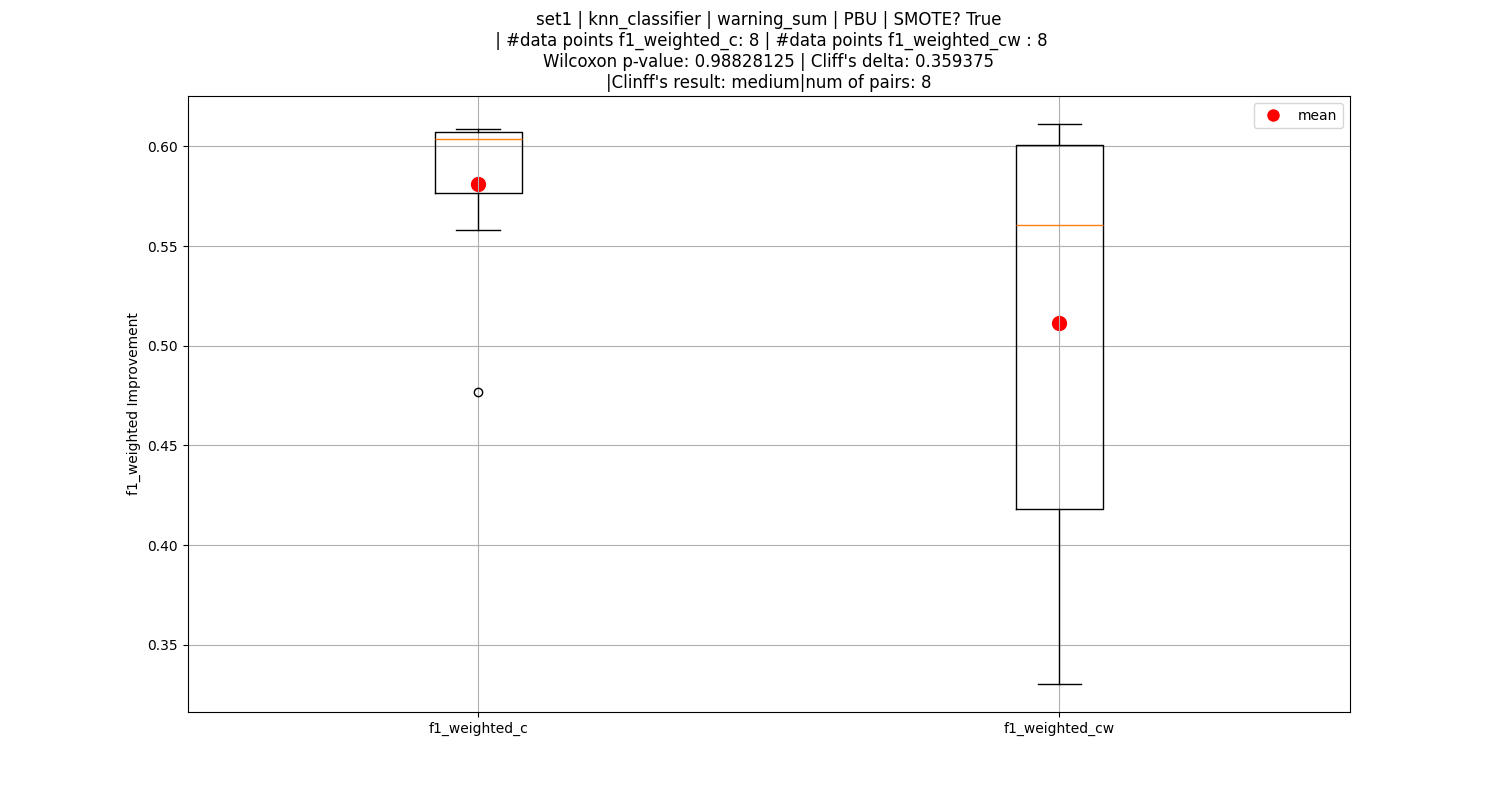 set1 | knn_classifier | warning_sum | PBU | SMOTE? True
| #data points f1_weighted_c: 8 | #data points f1_weighted_cw : 8
Wilcoxon p-value: 0.98828125 | Cliff's delta: 0.359375
|Clinff's result: medium|num of pairs: 8
mean
f1_weighted Improvement
0.60
0.55
0.50
0.45
0.40
0.35
f1_weighted_c
f1_weighted_cw